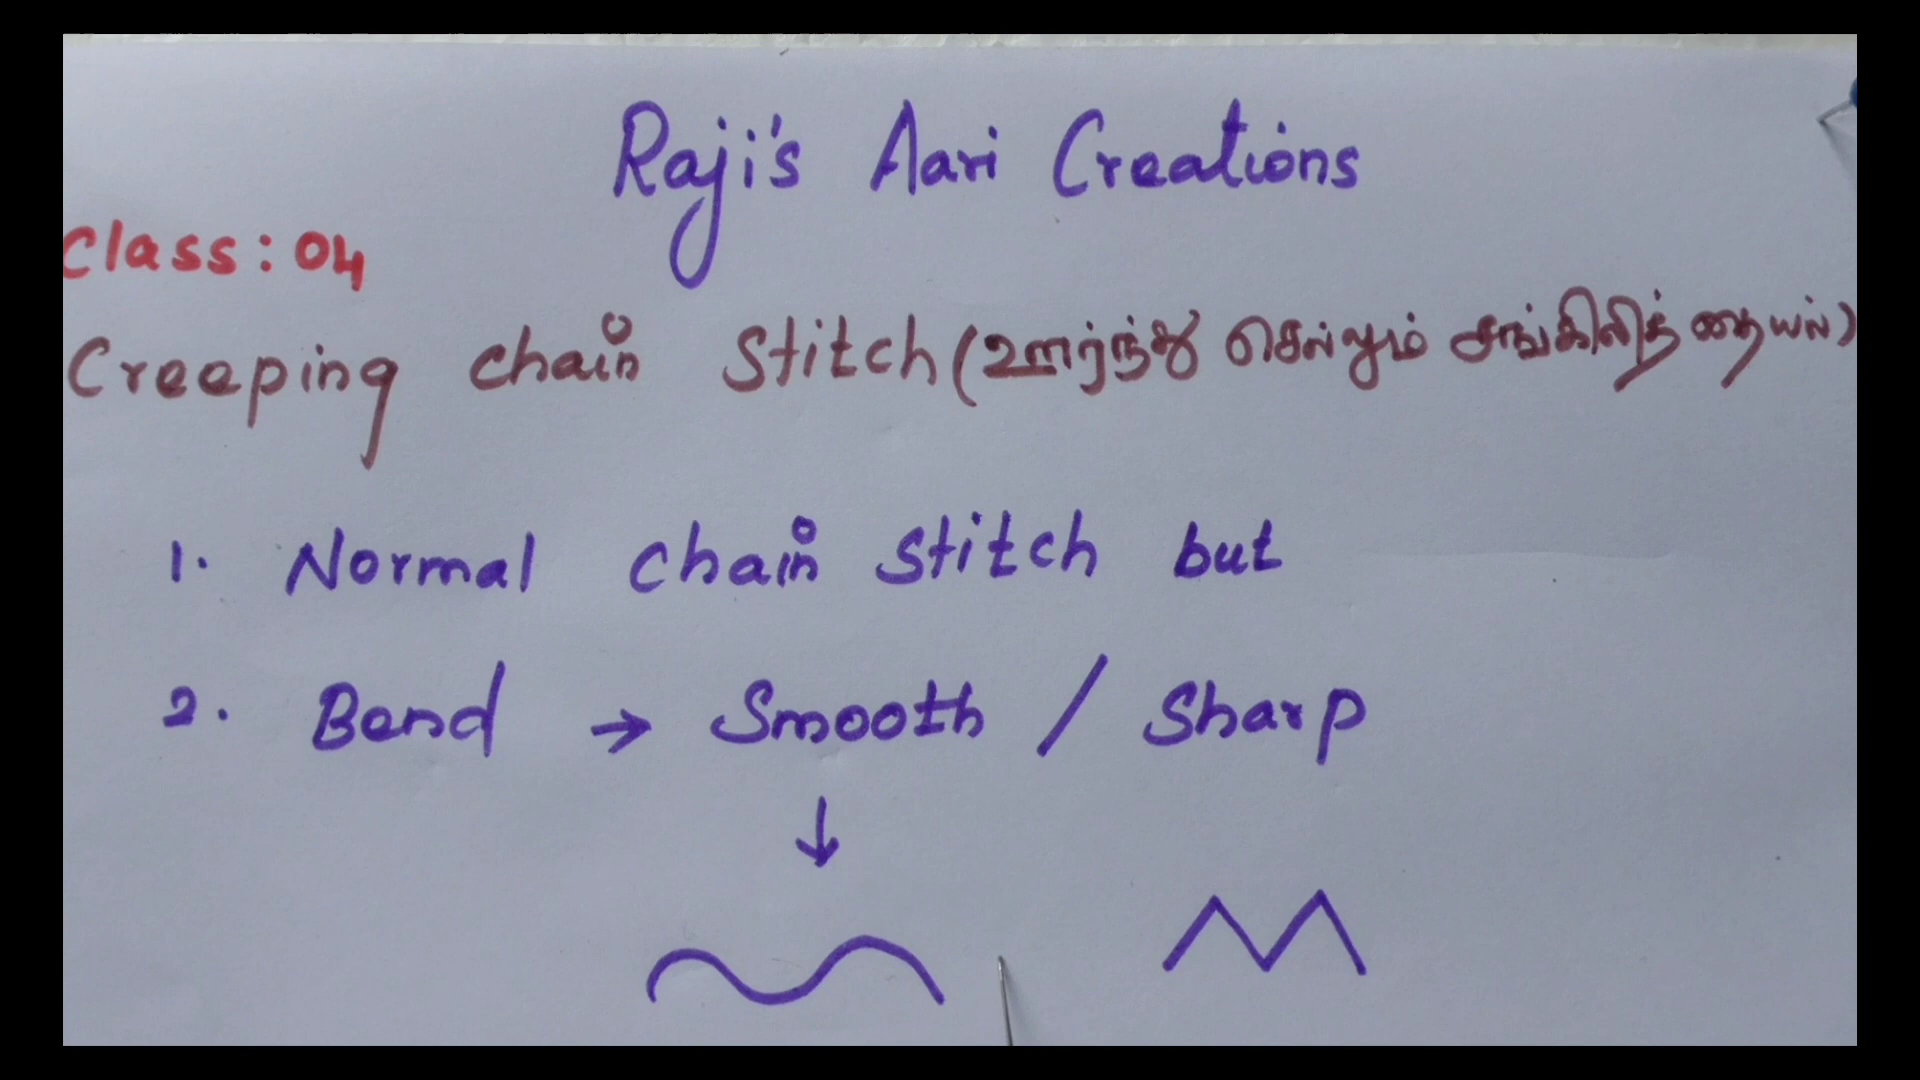 Raji's Aari Creations
Class: 04
Creeping chain Stitch (ஊர்ந்து செல்லும் சங்கிலித் தையல்)
1. Normal chain Stitch but
2. Bend → Smooth / Sharp
↓